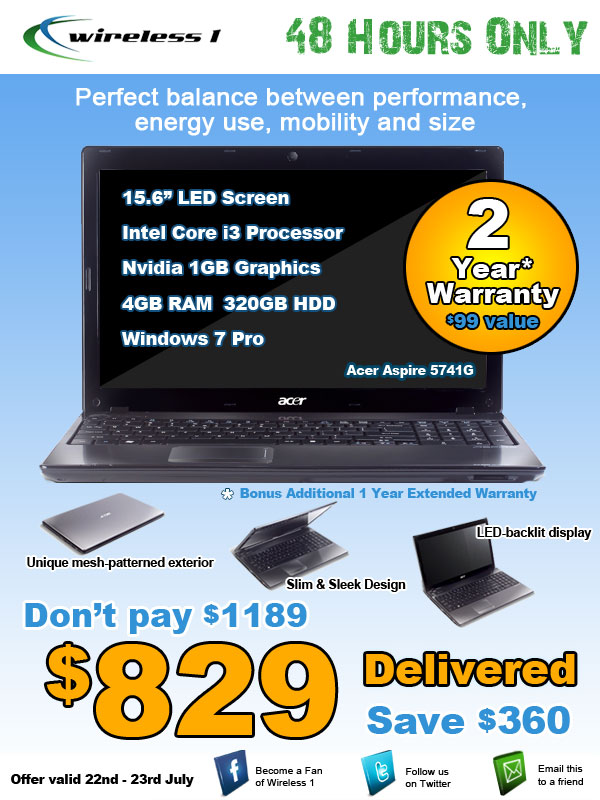 wireless 1
48 Hours Only
Perfect balance between performance,
energy use, mobility and size
15.6” LED Screen
Intel Core i3 Processor
Nvidia 1GB Graphics
4GB RAM 320GB HDD
Windows 7 Pro
Acer Aspire 5741G
2
Year*
Warranty
$99 value
acer
* Bonus Additional 1 Year Extended Warranty
Unique mesh-patterned exterior
Slim & Sleek Design
LED-backlit display
Don’t pay $1189
$829
Delivered
Save $360
Offer valid 22nd - 23rd July
Become a Fan
of Wireless 1
Follow us
on Twitter
Email this
to a friend